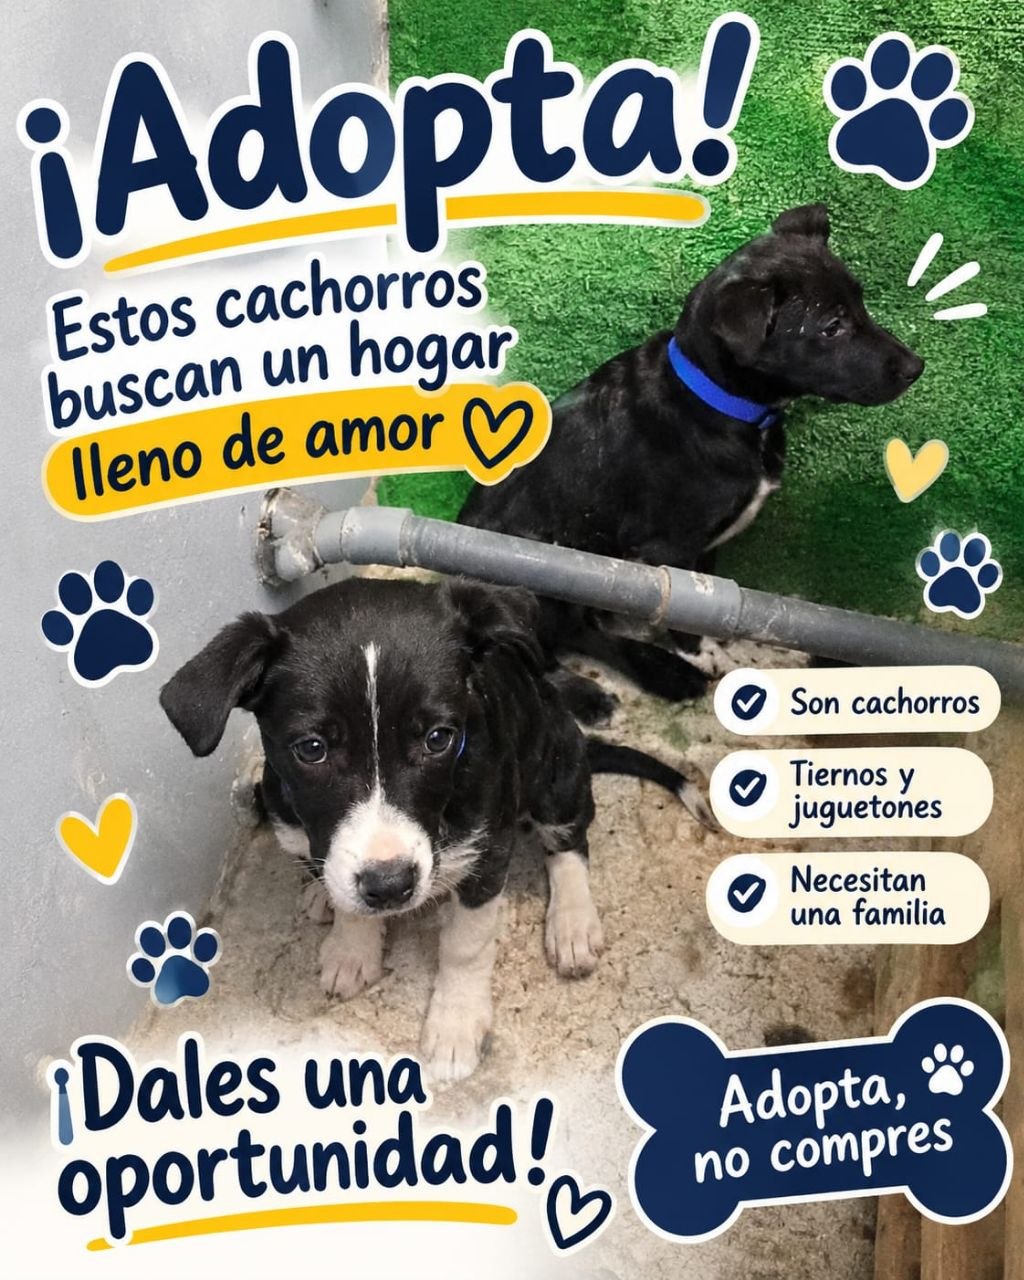 ¡Adopta!
Estos cachorros
buscan un hogar
lleno de amor
Son cachorros
Tiernos y
juguetones
Necesitan
una familia
¡Dales una
oportunidad!
Adopta,
no compres